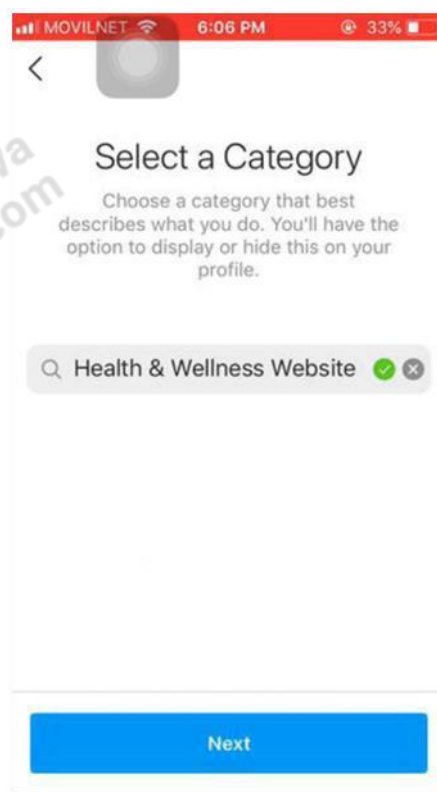 MOVILNET 6:06 PM 33%
Select a Category
Choose a category that best
describes what you do. You'll have the
option to display or hide this on your
profile.
Health & Wellness Website
Next